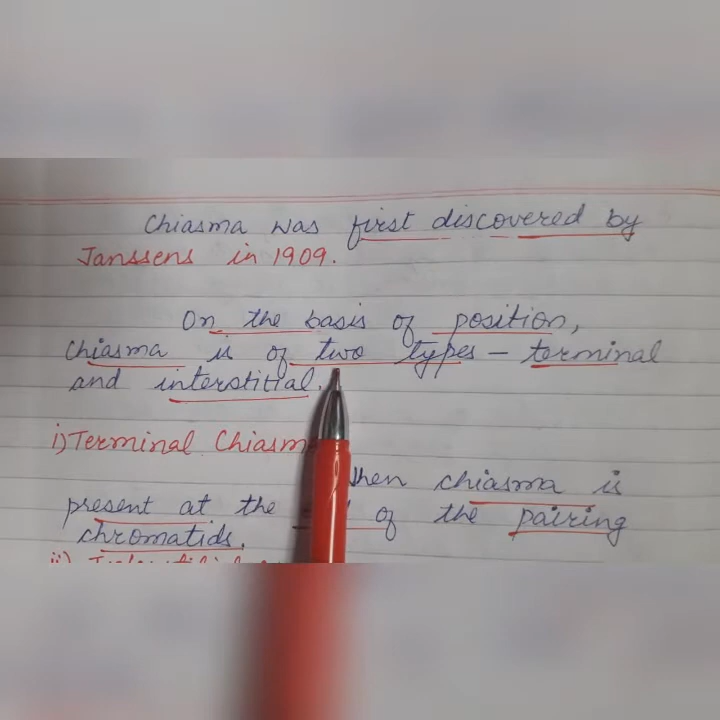 Chiasma was first discovered by
Janssens in 1909.
On the basis of position,
Chiasma is of two types - terminal
and interstitial.
i) Terminal Chiasm
chiasma is
present at the of the pairing
chromatids.
ii)